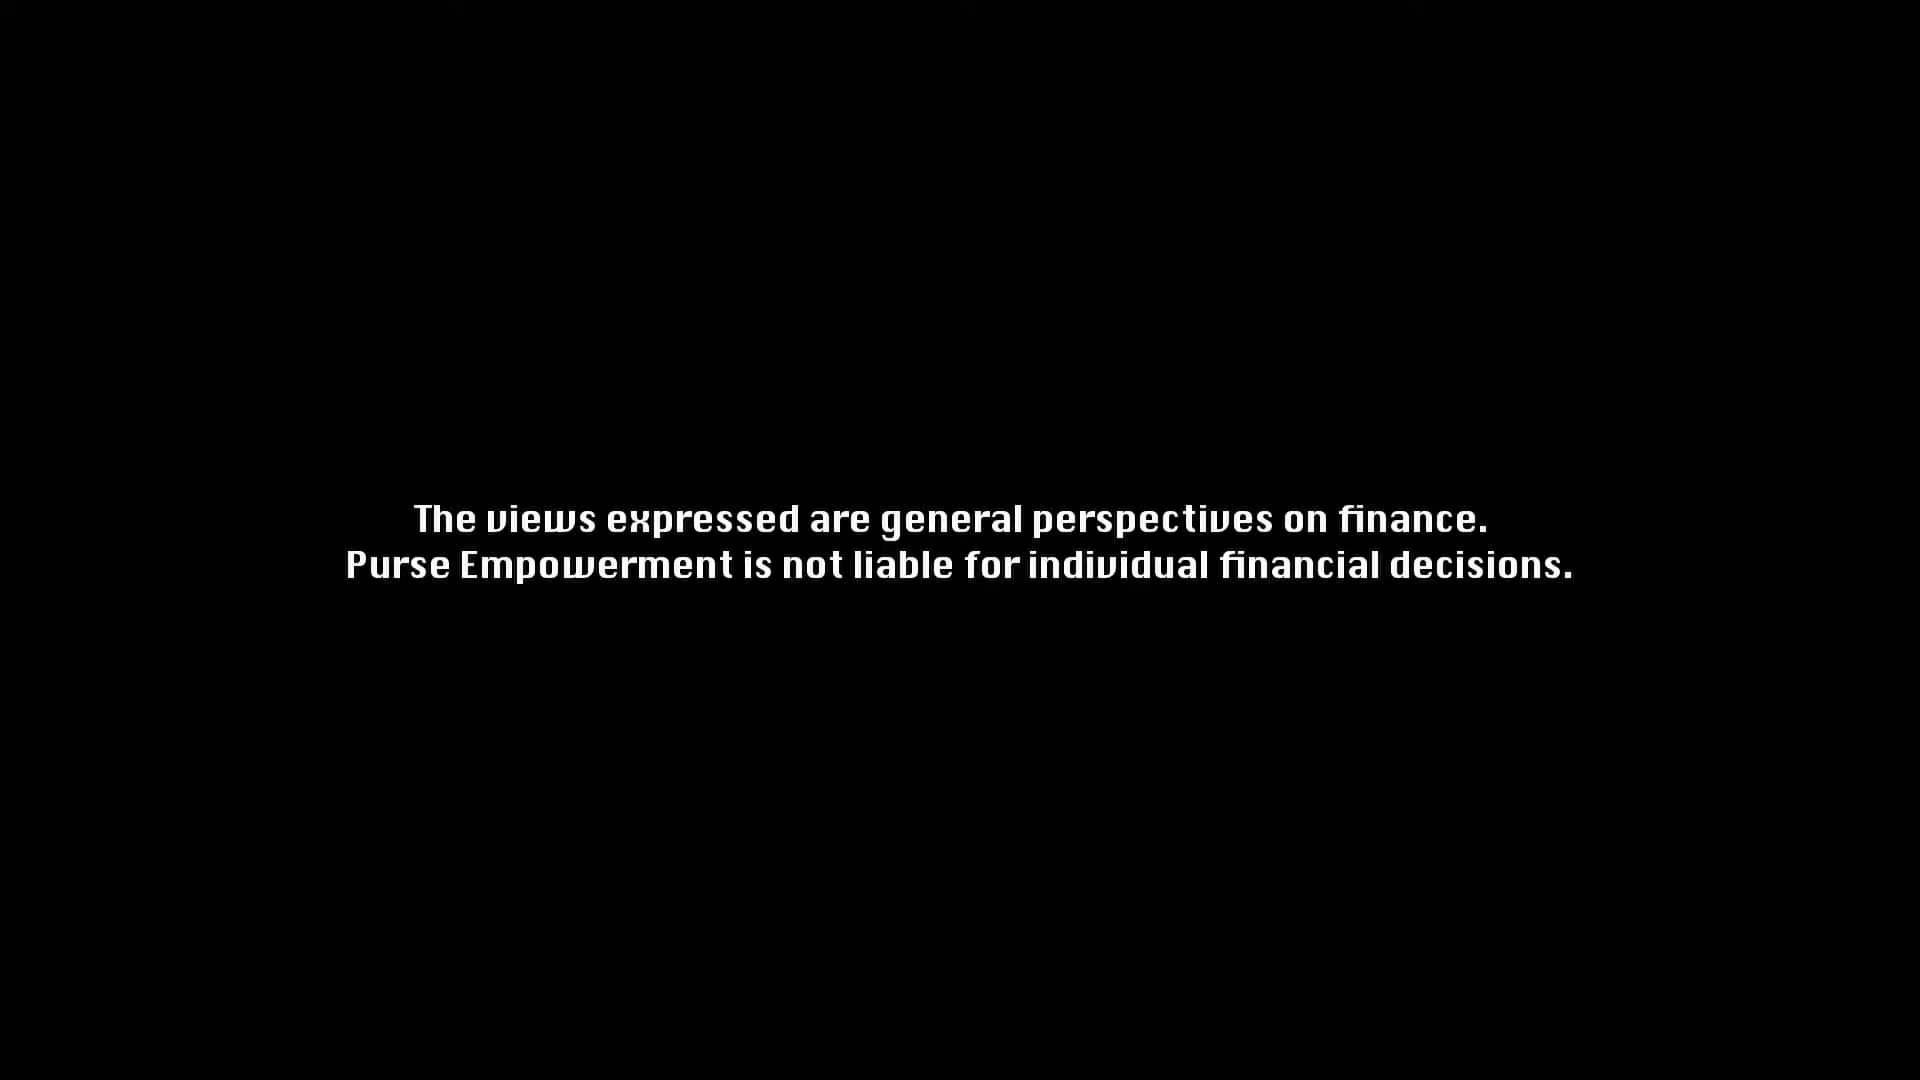 The views expressed are general perspectives on finance.
Purse Empowerment is not liable for individual financial decisions.